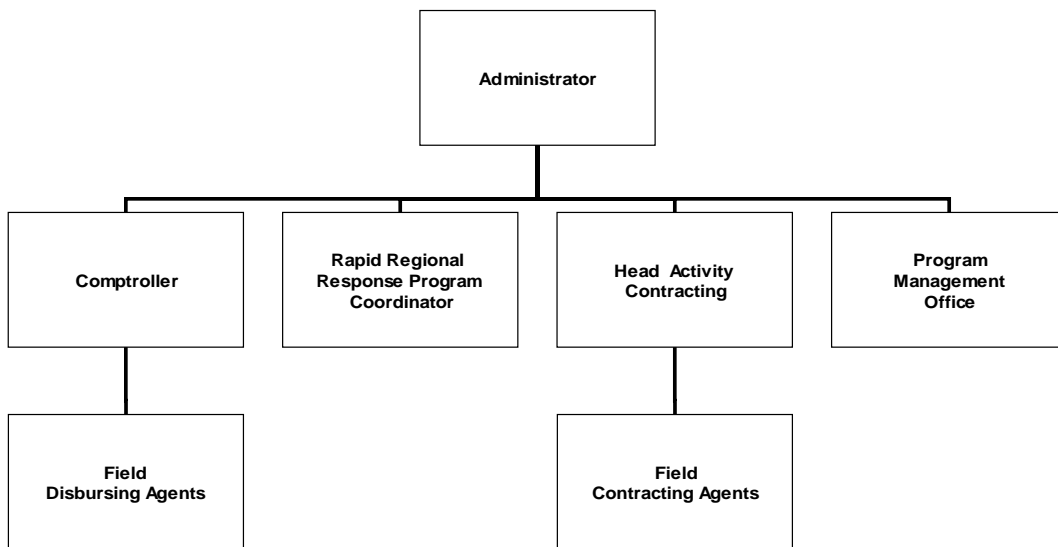 Administrator
Comptroller
Rapid Regional
Response Program
Coordinator
Head Activity
Contracting
Program
Management
Office
Field
Disbursing Agents
Field
Contracting Agents